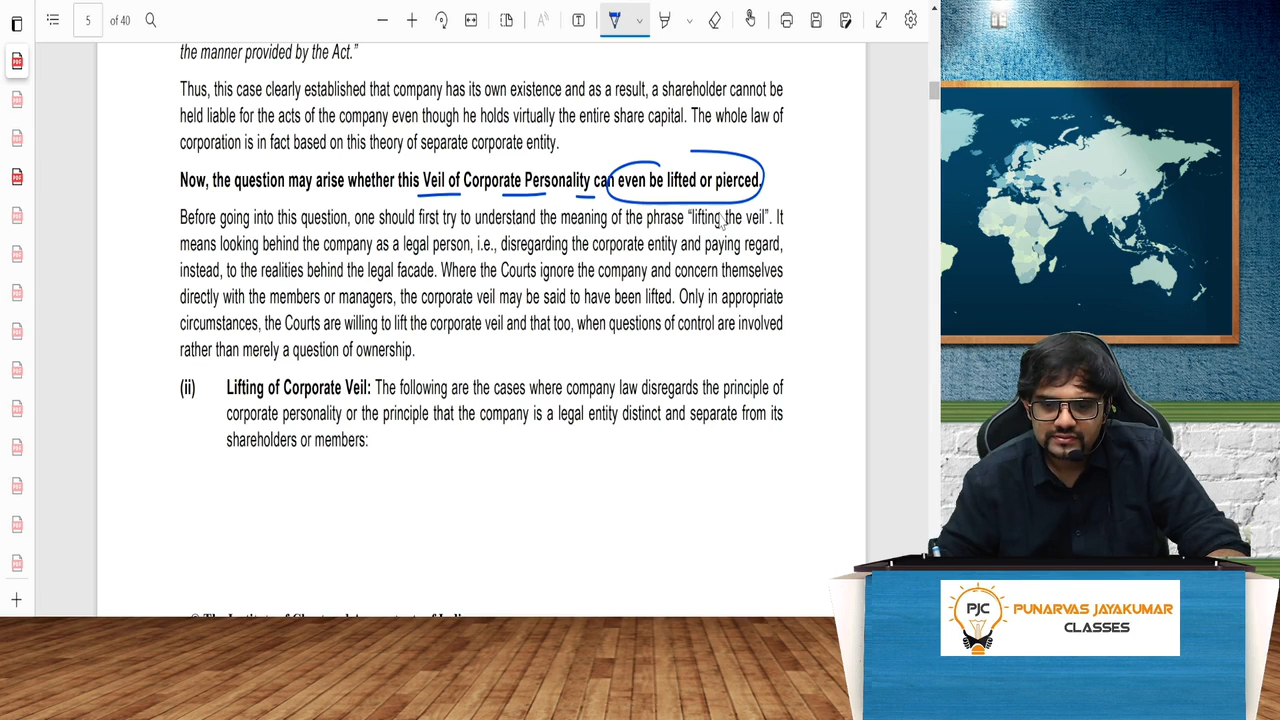 5 of 40
the manner provided by the Act.”
Thus, this case clearly established that company has its own existence and as a result, a shareholder cannot be
held liable for the acts of the company even though he holds virtually the entire share capital. The whole law of
corporation is in fact based on this theory of separate corporate entity.
Now, the question may arise whether this Veil of Corporate Personality can even be lifted or pierced.
Before going into this question, one should first try to understand the meaning of the phrase “lifting the veil”. It
means looking behind the company as a legal person, i.e., disregarding the corporate entity and paying regard,
instead, to the realities behind the legal facade. Where the Courts ignore the company and concern themselves
directly with the members or managers, the corporate veil may be said to have been lifted. Only in appropriate
circumstances, the Courts are willing to lift the corporate veil and that too, when questions of control are involved
rather than merely a question of ownership.
(ii) Lifting of Corporate Veil: The following are the cases where company law disregards the principle of
corporate personality or the principle that the company is a legal entity distinct and separate from its
shareholders or members:
PJC
PUNARVAS JAYAKUMAR
CLASSES